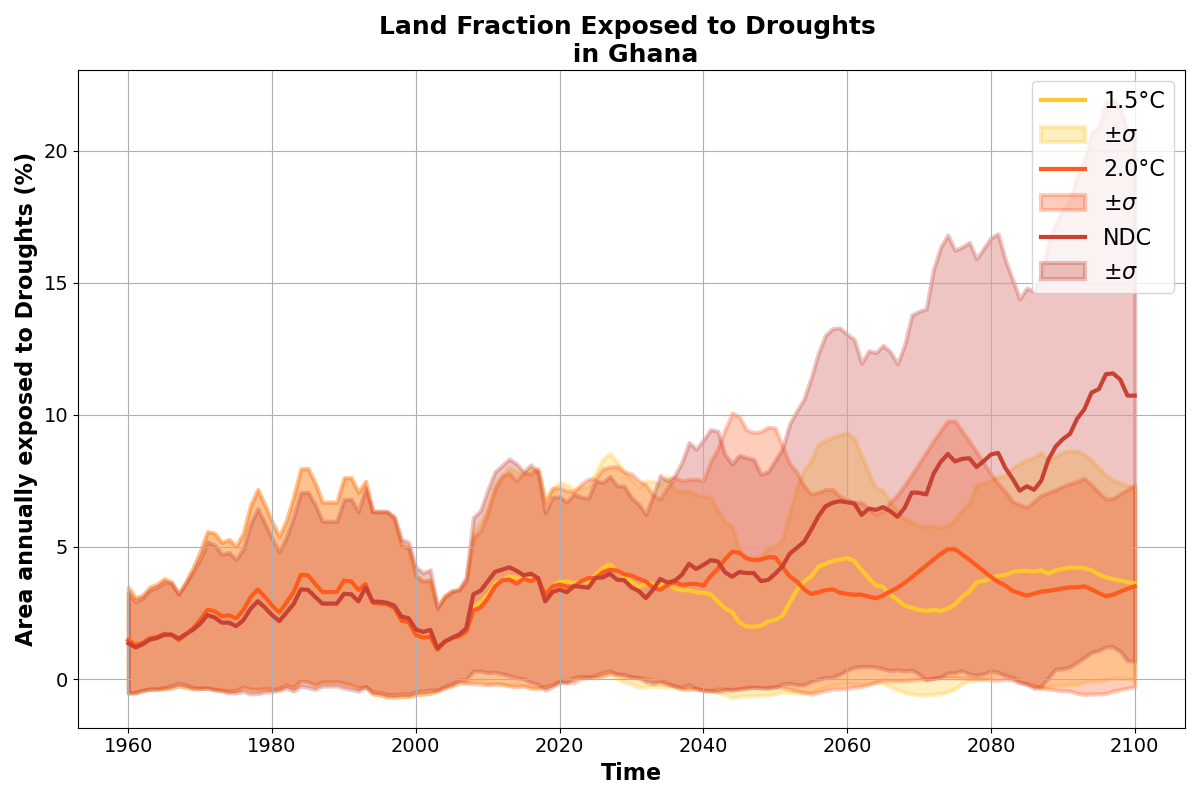 Land Fraction Exposed to Droughts
in Ghana
Area annually exposed to Droughts (%)
20
15
10
5
0
1.5°C
±σ
2.0°C
±σ
NDC
±σ
1960 1980 2000 2020 2040 2060 2080 2100
Time